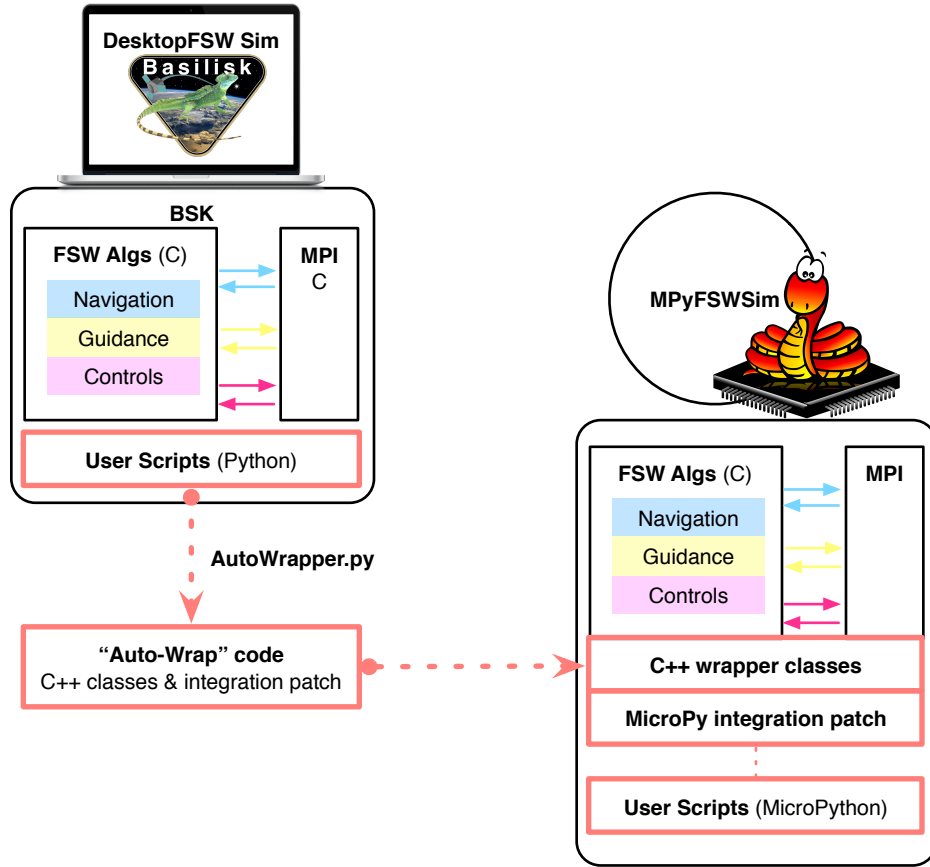 DesktopFSW Sim
Basilisk
BSK
FSW Algs (C)
Navigation
Guidance
Controls
MPI
C
User Scripts (Python)
AutoWrapper.py
“Auto-Wrap” code
C++ classes & integration patch
MPyFSWSim
FSW Algs (C)
Navigation
Guidance
Controls
MPI
C++ wrapper classes
MicroPy integration patch
User Scripts (MicroPython)